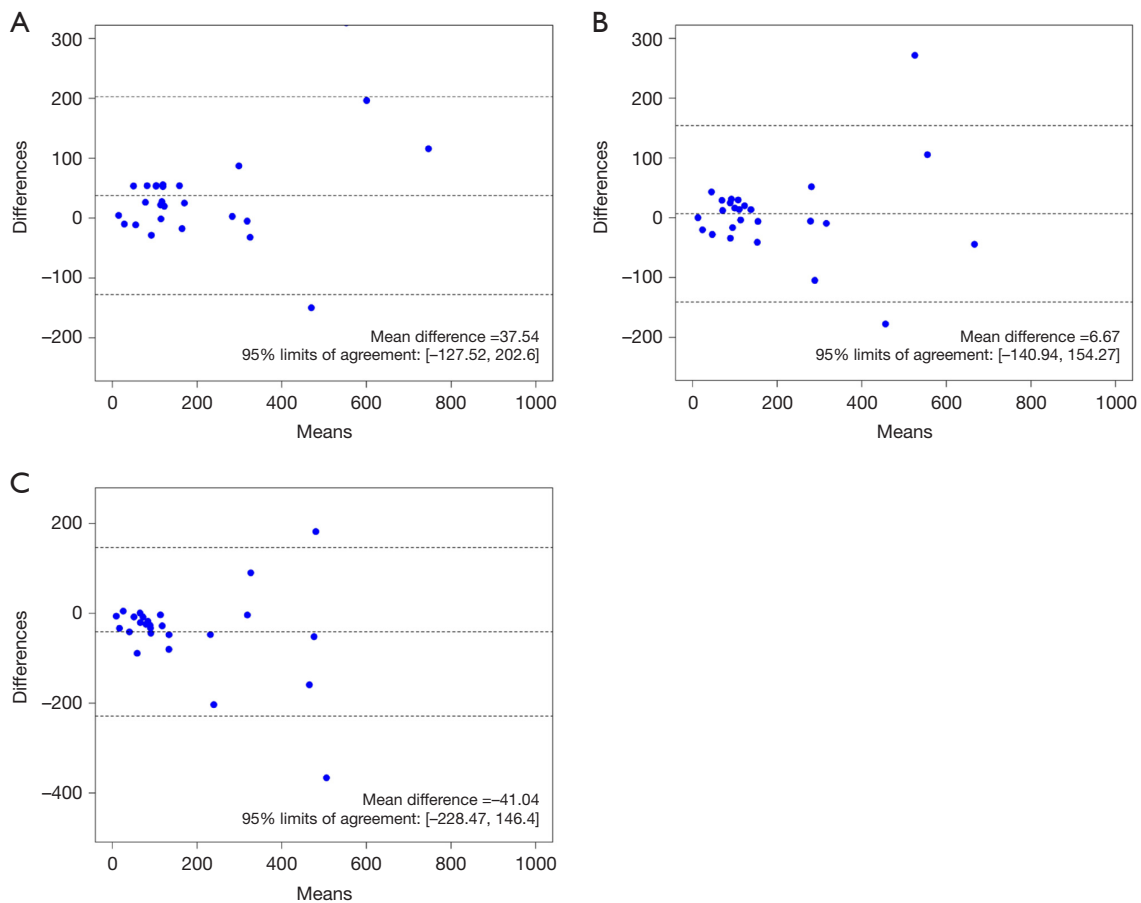 A
300
200
100
0
−100
−200
Differences
Mean difference =37.54
95% limits of agreement: [−127.52, 202.6]
0 200 400 600 800 1000
Means
B
300
200
100
0
−100
−200
Differences
Mean difference =6.67
95% limits of agreement: [−140.94, 154.27]
0 200 400 600 800 1000
Means
C
200
0
−200
−400
Differences
Mean difference =−41.04
95% limits of agreement: [−228.47, 146.4]
0 200 400 600 800 1000
Means